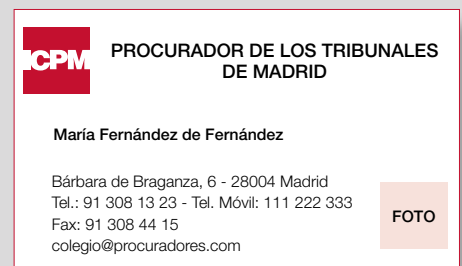 ICPM
PROCURADOR DE LOS TRIBUNALES
DE MADRID
María Fernández de Fernández
Bárbara de Braganza, 6 - 28004 Madrid
Tel.: 91 308 13 23 - Tel. Móvil: 111 222 333
Fax: 91 308 44 15
colegio@procuradores.com
FOTO